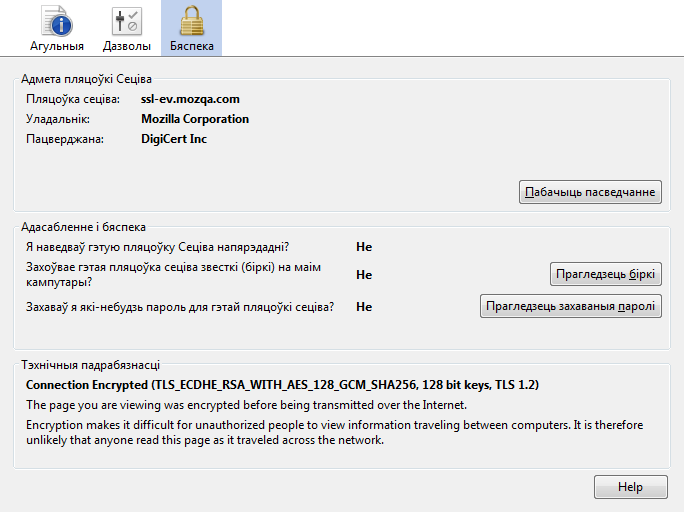 Агульныя
Дазволы
Бяспека
Адмета пляцоўкі Сеціва
Пляцоўка сеціва: ssl-ev.mozqa.com
Уладальнік: Mozilla Corporation
Пацверджана: DigiCert Inc
Пабачыць пасведчанне
Адасабленне і бяспека
Я наведваў гэтую пляцоўку Сеціва напярэдадні? Не
Захоўвае гэтая пляцоўка сеціва звесткі (біркі) на маім
кампутары? Не
Прагледзець біркі
Захаваў я які-небудзь пароль для гэтай пляцоўкі сеціва? Не
Прагледзець захаваныя паролі
Тэхнічныя падрабязнасці
Connection Encrypted (TLS_ECDHE_RSA_WITH_AES_128_GCM_SHA256, 128 bit keys, TLS 1.2)
The page you are viewing was encrypted before being transmitted over the Internet.
Encryption makes it difficult for unauthorized people to view information traveling between computers. It is therefore
unlikely that anyone read this page as it traveled across the network.
Help